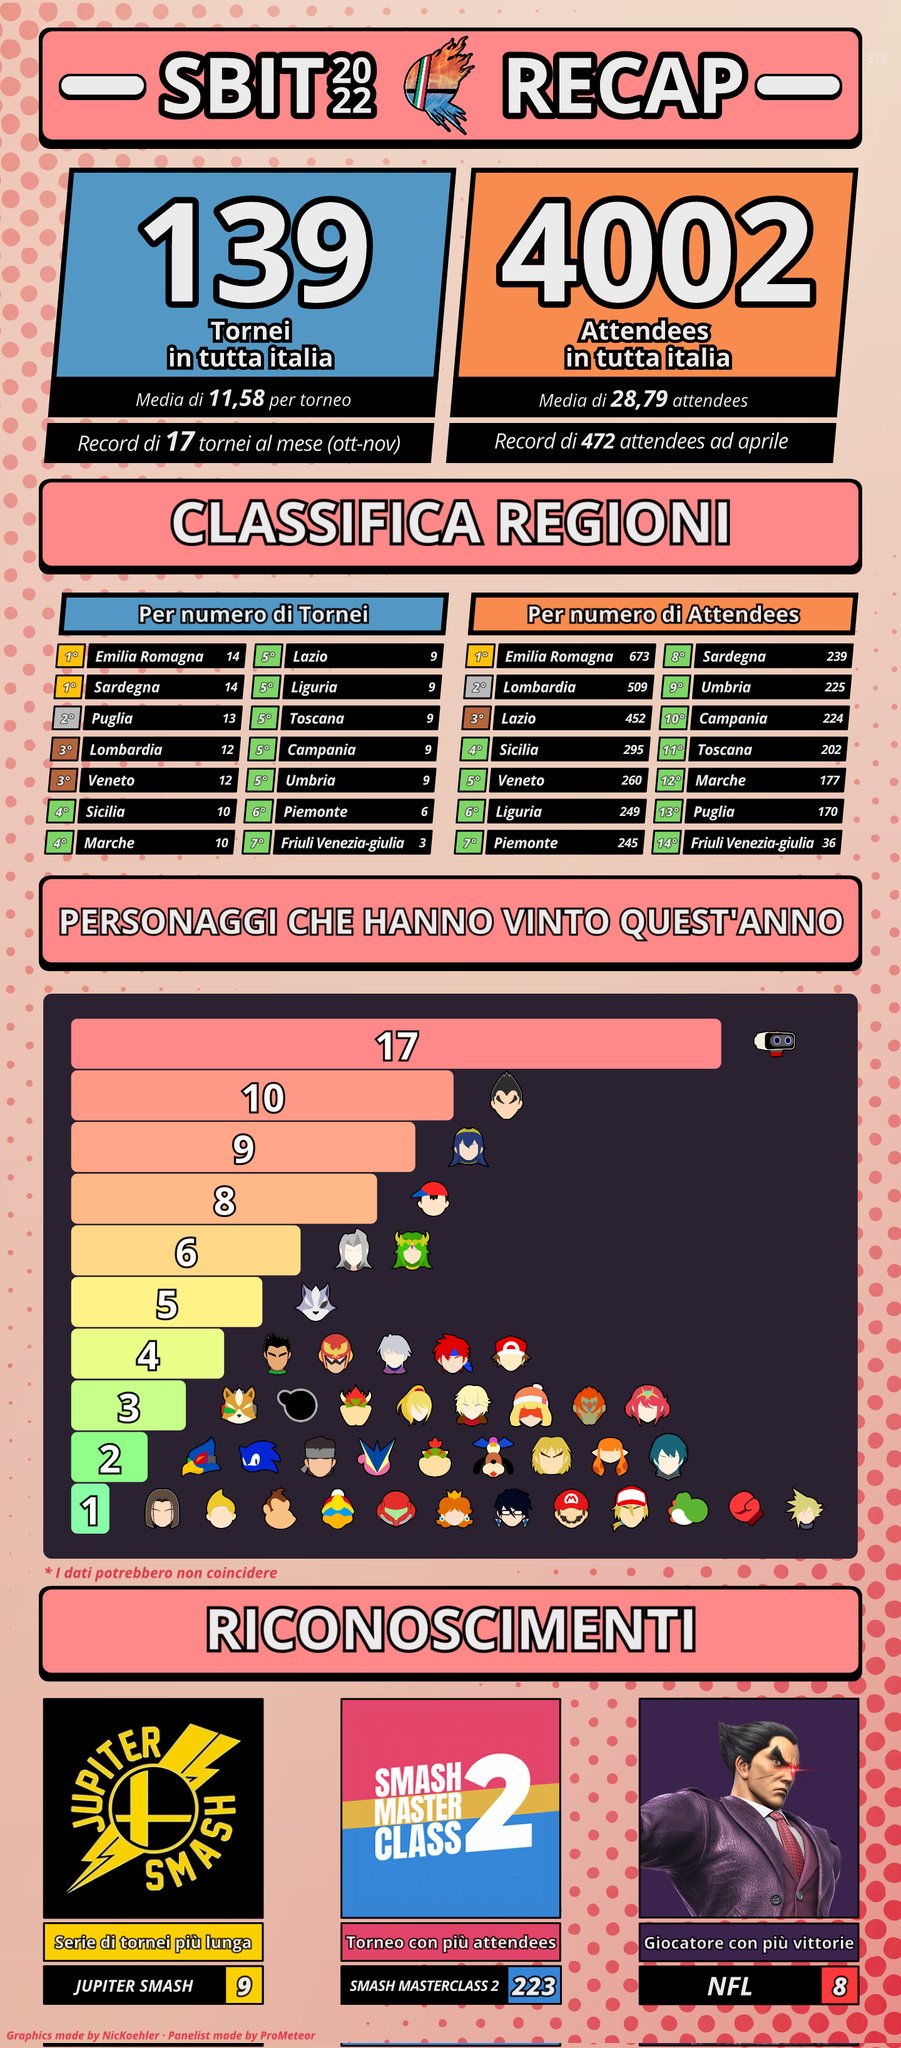 SBIT 20 22 RECAP
316
139
Tornei
in tutta italia
Media di 11,58 per torneo
Record di 17 tornei al mese (ott-nov)
4002
Attendees
in tutta italia
Media di 28,79 attendees
Record di 472 attendees ad aprile
CLASSIFICA REGIONI
Per numero di Tornei
1° Emilia Romagna 14
1° Sardegna 14
2° Puglia 13
3° Lombardia 12
3° Veneto 12
4° Sicilia 10
4° Marche 10
5° Lazio 9
5° Liguria 9
5° Toscana 9
5° Campania 9
5° Umbria 9
6° Piemonte 6
7° Friuli Venezia-giulia 3
Per numero di Attendees
1° Emilia Romagna 673
2° Lombardia 509
3° Lazio 452
4° Sicilia 295
5° Veneto 260
6° Liguria 249
7° Piemonte 245
8° Sardegna 239
9° Umbria 225
10° Campania 224
11° Toscana 202
12° Marche 177
13° Puglia 170
14° Friuli Venezia-giulia 36
PERSONAGGI CHE HANNO VINTO QUEST'ANNO
17
10
9
8
6
5
4
3
2
1
* I dati potrebbero non coincidere
RICONOSCIMENTI
JUPITER
SMASH
Serie di tornei più lunga
JUPITER SMASH 9
SMASH
MASTER
CLASS 2
Torneo con più attendees
SMASH MASTERCLASS 2 223
Giocatore con più vittorie
NFL 8
Graphics made by NicKoehler · Panelist made by ProMeteor